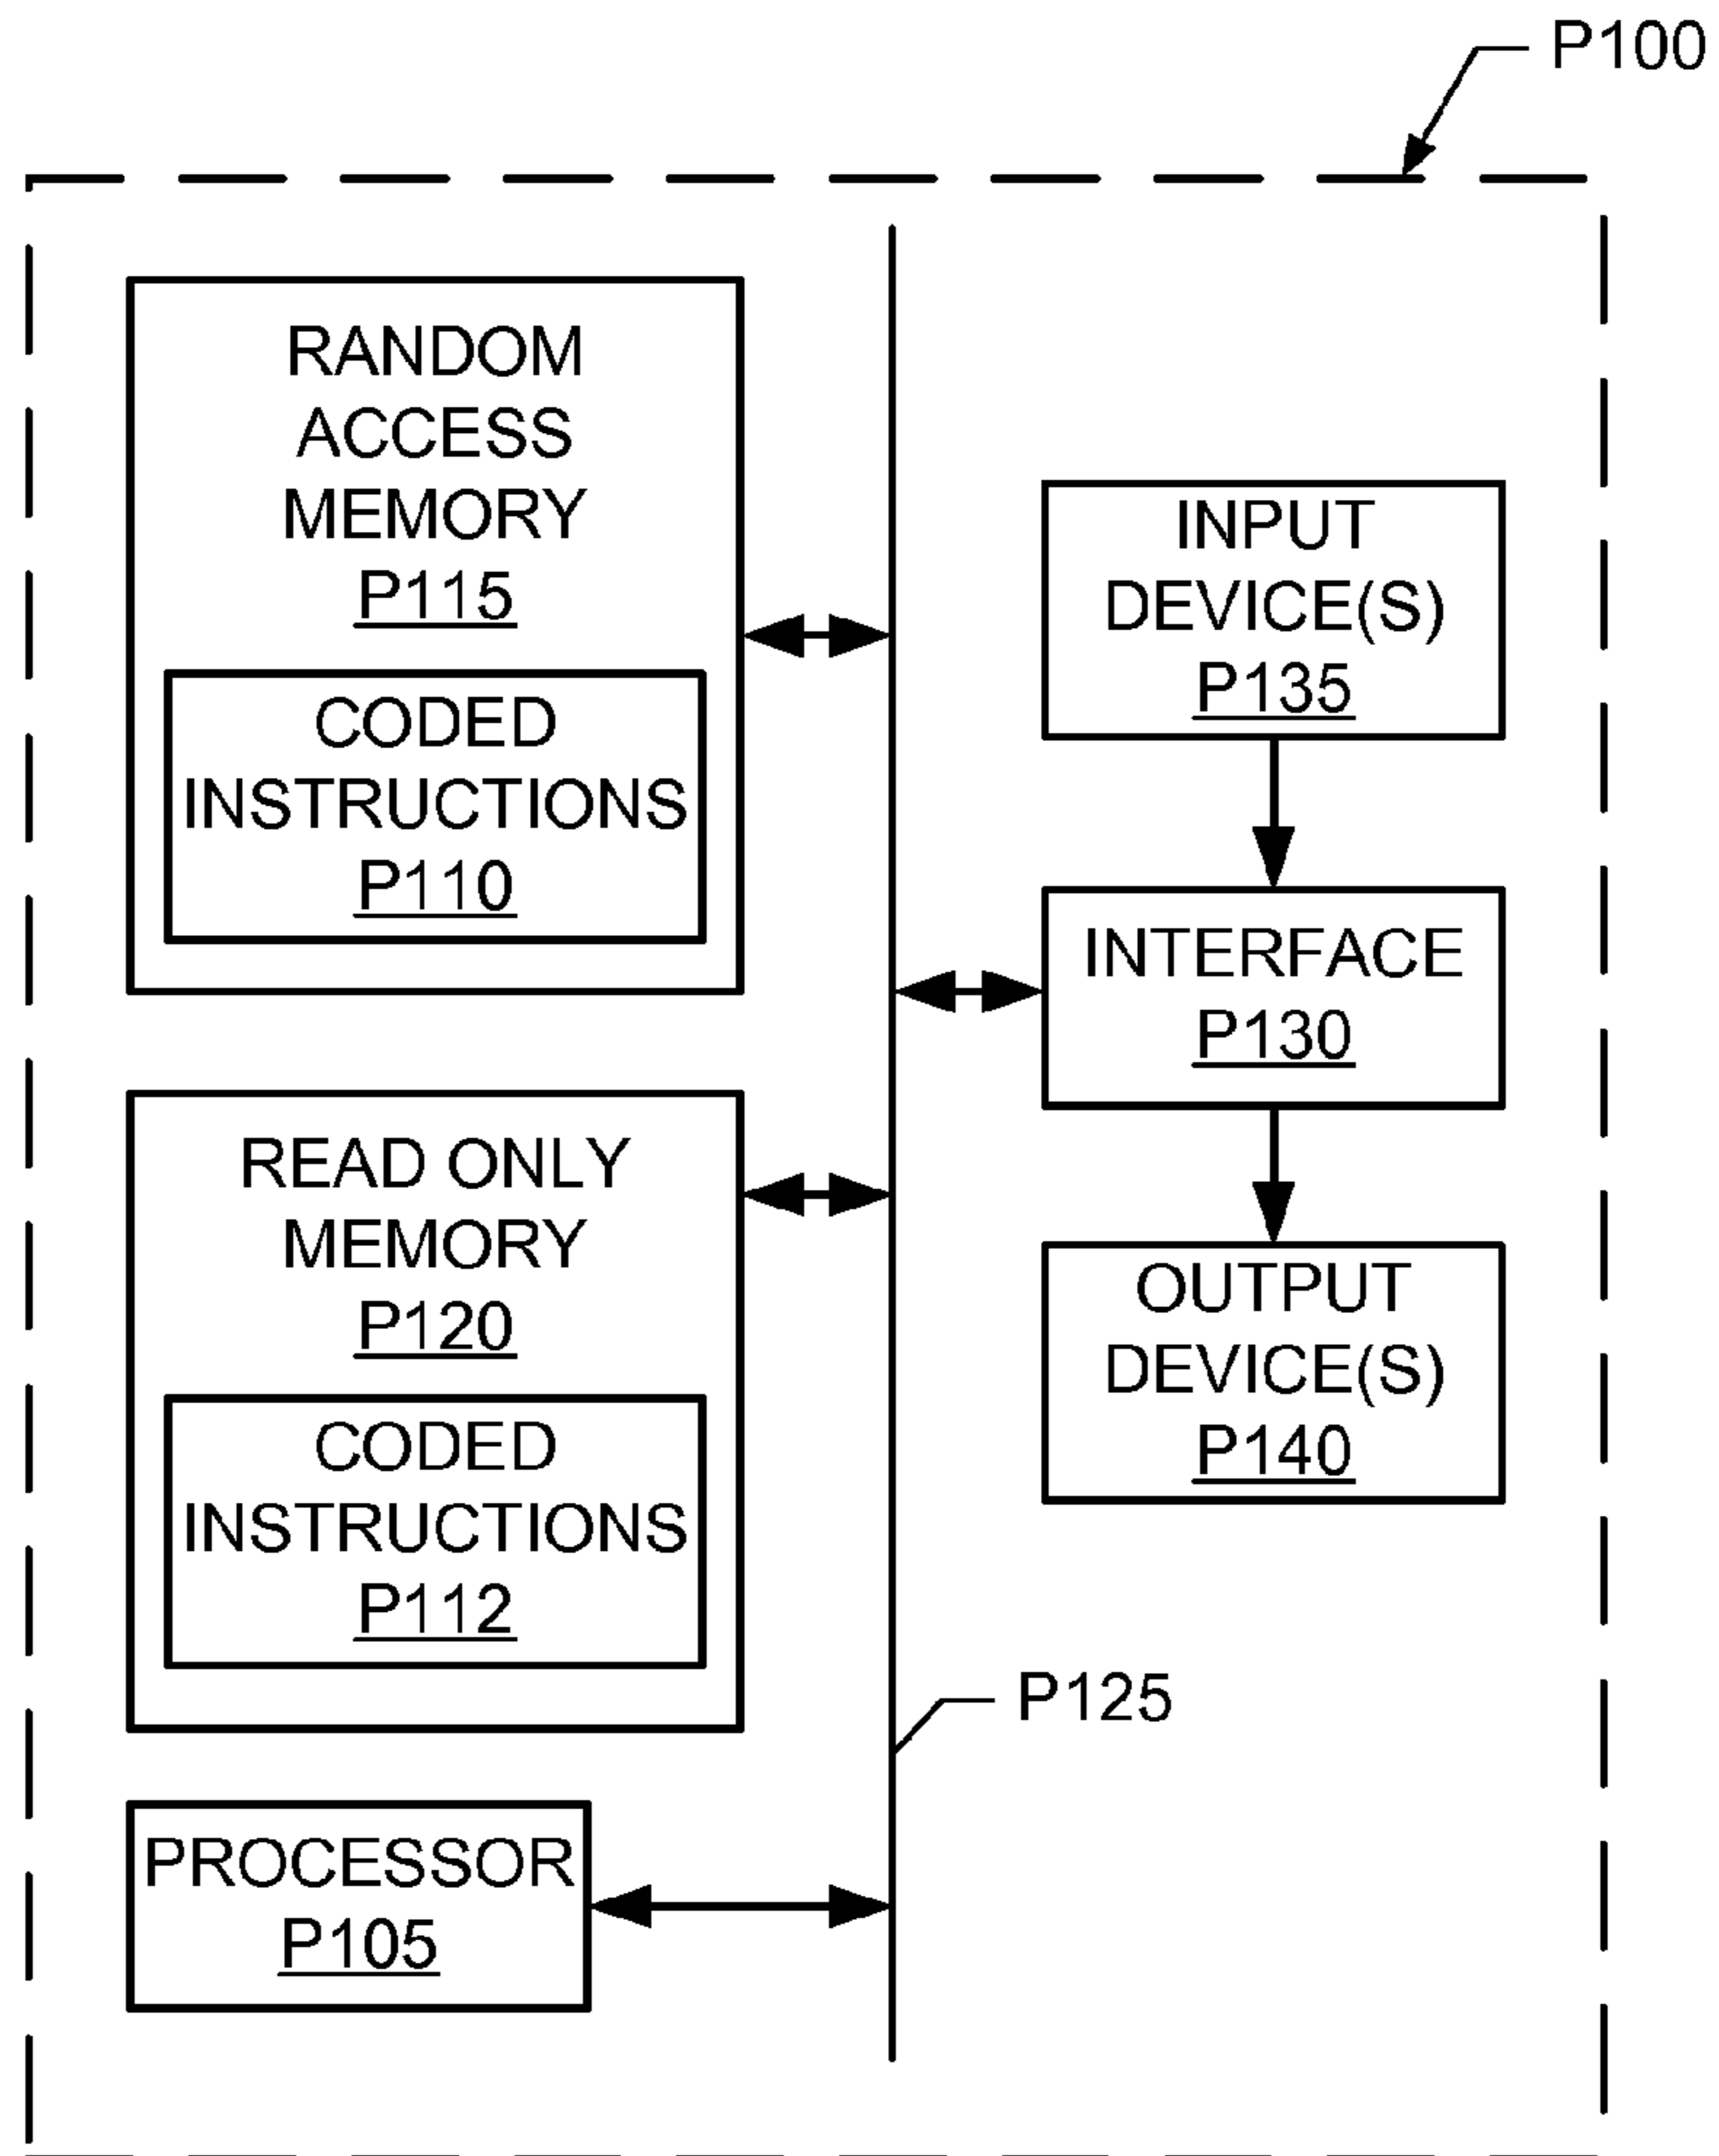 P100
RANDOM
ACCESS
MEMORY
P115
CODED
INSTRUCTIONS
P110
READ ONLY
MEMORY
P120
CODED
INSTRUCTIONS
P112
PROCESSOR
P105
INPUT
DEVICE(S)
P135
INTERFACE
P130
OUTPUT
DEVICE(S)
P140
P125